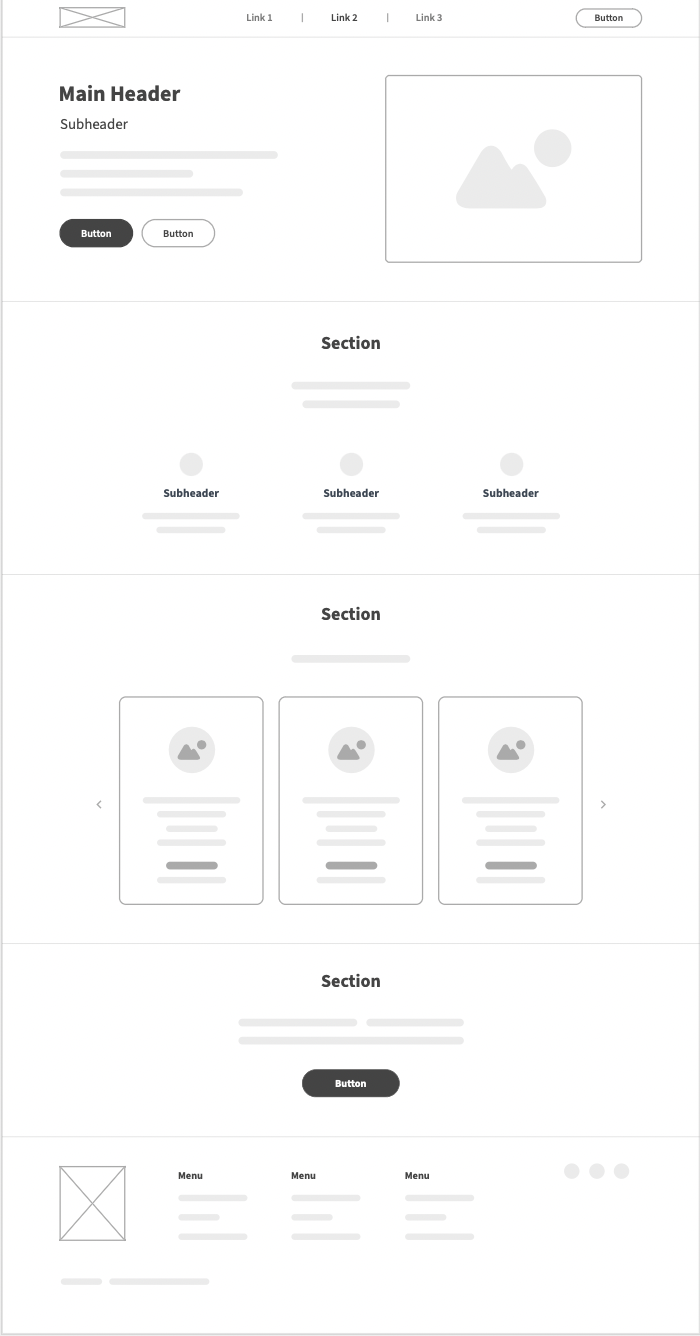 Link 1 | Link 2 | Link 3 Button
Main Header
Subheader
Button Button
Section
Subheader Subheader Subheader
Section
Section
Button
Menu Menu Menu